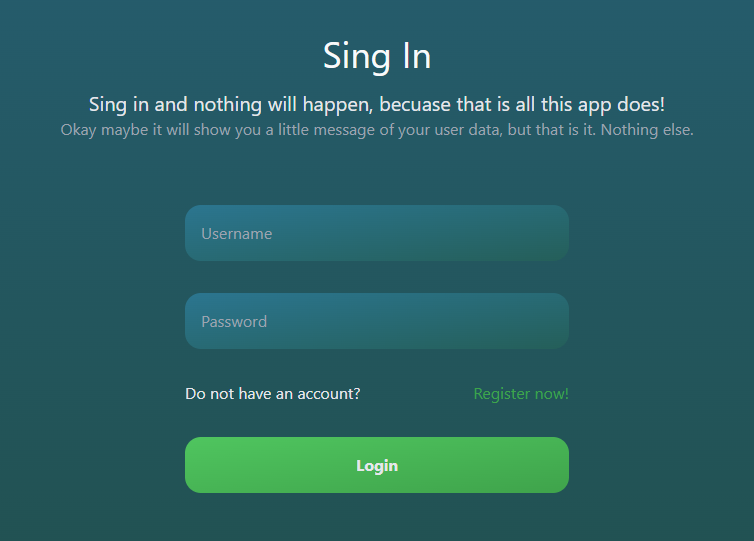 Sing In
Sing in and nothing will happen, becuase that is all this app does!
Okay maybe it will show you a little message of your user data, but that is it. Nothing else.
Username
Password
Do not have an account? Register now!
Login